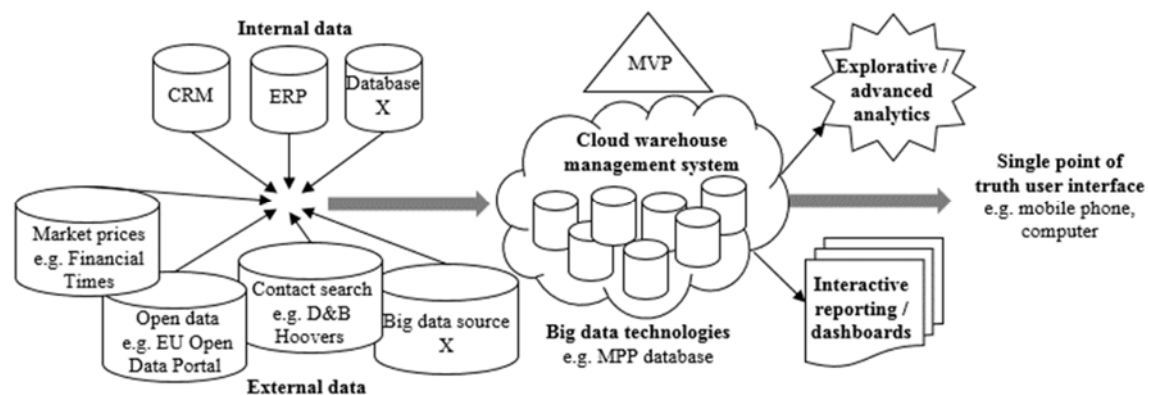 Internal data
CRM
ERP
Database
X
Market prices
e.g. Financial
Times
Open data
e.g. EU Open
Data Portal
Contact search
e.g. D&B
Hoovers
Big data source
X
External data
MVP
Cloud warehouse
management system
Big data technologies
e.g. MPP database
Explorative /
advanced
analytics
Interactive
reporting /
dashboards
Single point of
truth user interface
e.g. mobile phone,
computer